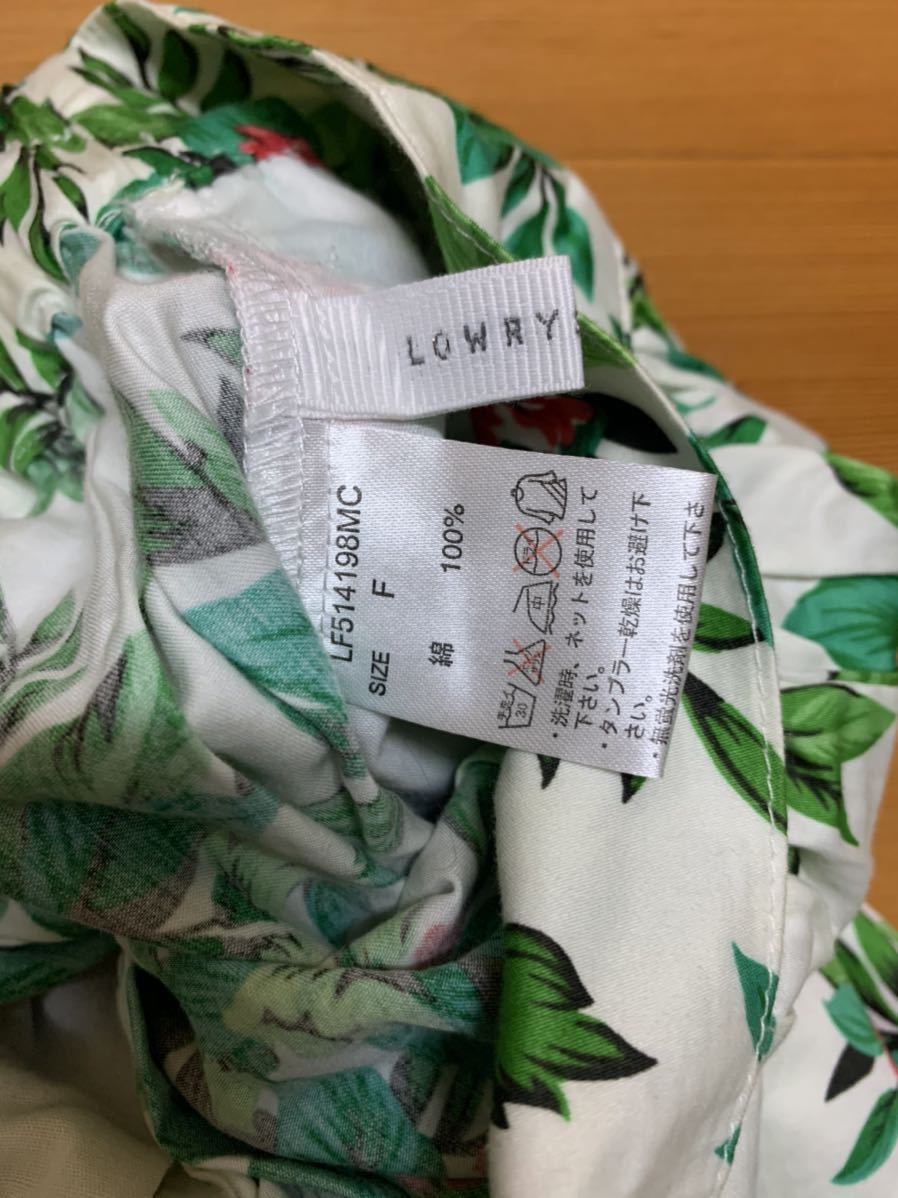 LOWRY
LF514198MC
SIZE F
綿 100%
中
30
・洗濯時、ネットを使用して
下さい。
・タンブラー乾燥はお避け下
さい。
・無蛍光洗剤を使用して下さ